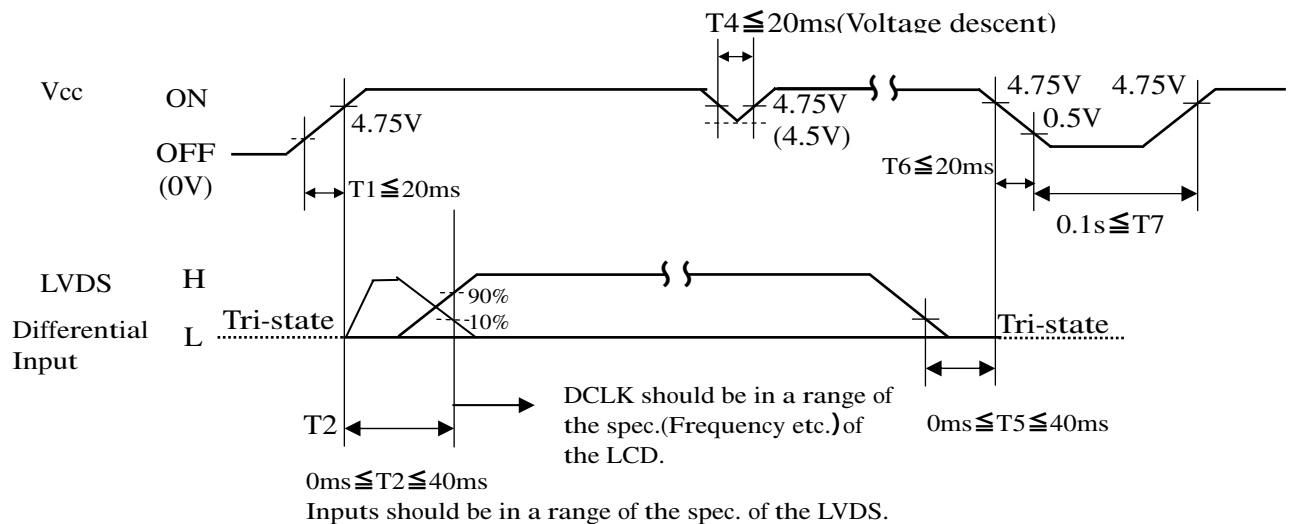 T4≦20ms(Voltage descent)
Vcc
ON
4.75V
4.75V
(4.5V)
4.75V
4.75V
0.5V
OFF
(0V)
T1≦20ms
T6≦20ms
0.1s≦T7
LVDS
H
90%
Differential
Input
Tri-state
L
10%
Tri-state
T2
DCLK should be in a range of
the spec.(Frequency etc.)of
the LCD.
0ms≦T5≦40ms
0ms≦T2≦40ms
Inputs should be in a range of the spec. of the LVDS.